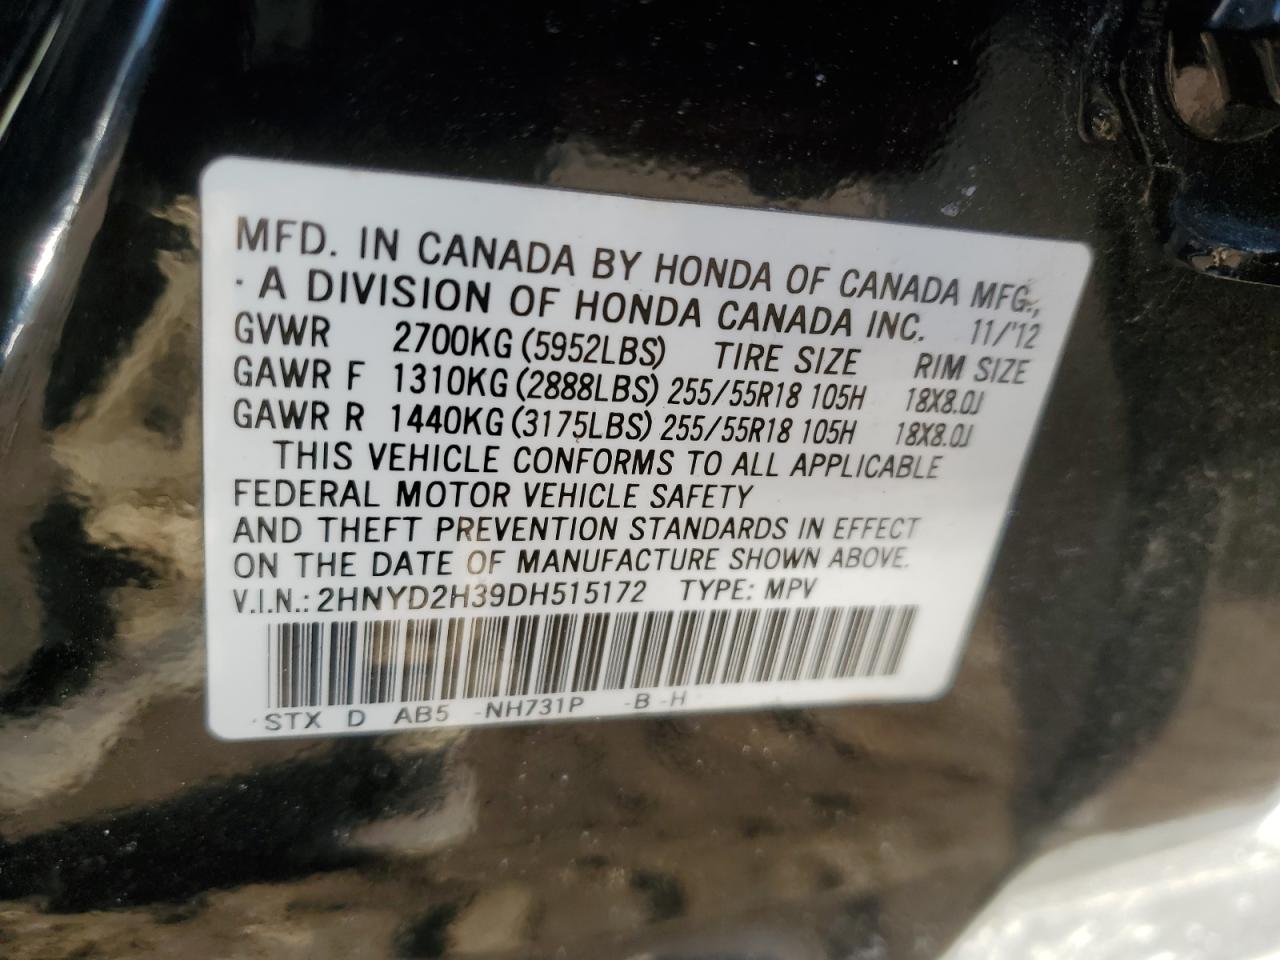 MFD. IN CANADA BY HONDA OF CANADA MFG.,
· A DIVISION OF HONDA CANADA INC. 11/'12
GVWR 2700KG (5952LBS) TIRE SIZE RIM SIZE
GAWR F 1310KG (2888LBS) 255/55R18 105H 18X8.0J
GAWR R 1440KG (3175LBS) 255/55R18 105H 18X8.0J
THIS VEHICLE CONFORMS TO ALL APPLICABLE
FEDERAL MOTOR VEHICLE SAFETY
AND THEFT PREVENTION STANDARDS IN EFFECT
ON THE DATE OF MANUFACTURE SHOWN ABOVE.
V.I.N.: 2HNYD2H39DH515172 TYPE: MPV
STX D AB5 -NH731P -B -H